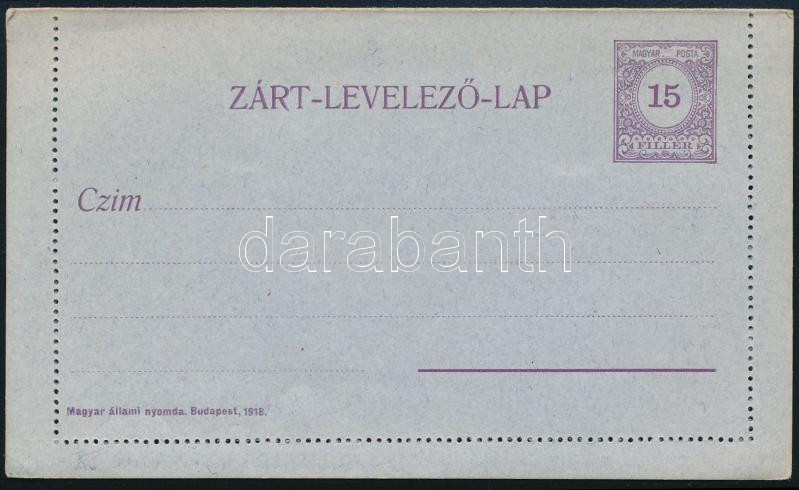 MAGYAR POSTA
15
FILLÉR
ZÁRT-LEVELEZŐ-LAP
Czim
darabanth
Magyar állami nyomda. Budapest, 1918.